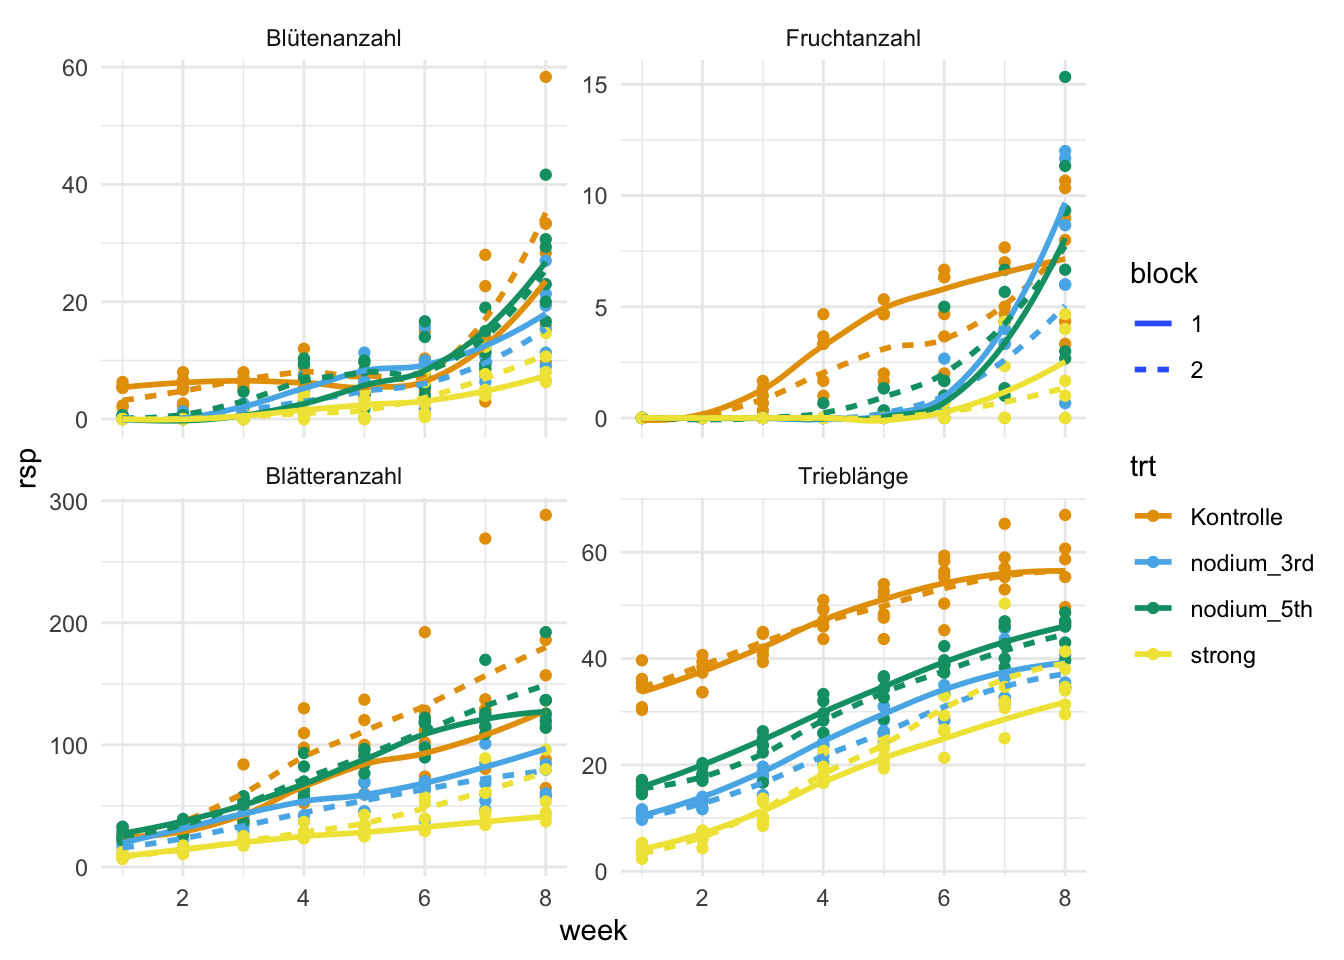 Blütenanzahl
Fruchtanzahl
60
40
20
0
15
10
5
0
rsp
Blätteranzahl
Trieblänge
300
200
100
0
60
40
20
0
2 4 6 8
2 4 6 8
week
block
1
2
trt
Kontrolle
nodium_3rd
nodium_5th
strong